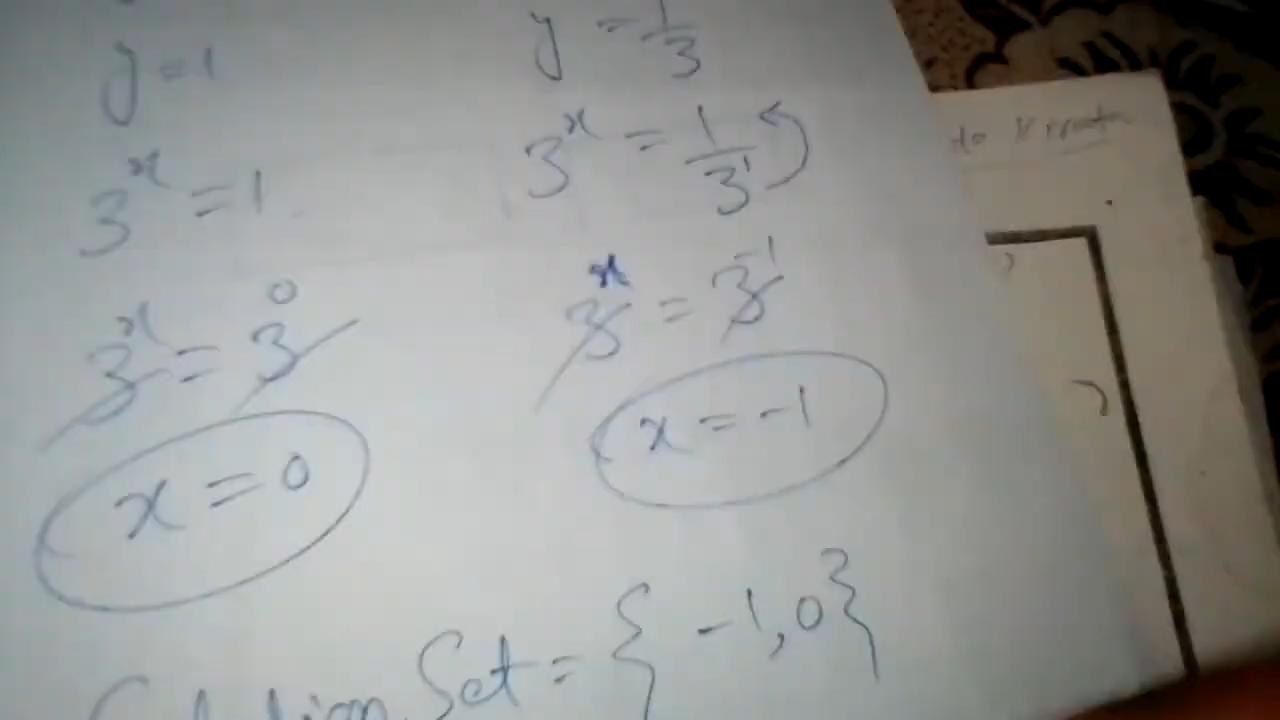 y = 1
3^x = 1
3^x = 3^0
x = 0
y = 1/3
3^x = 1/3^1
3^x = 3^-1
x = -1
Solution Set = { -1, 0 }
to